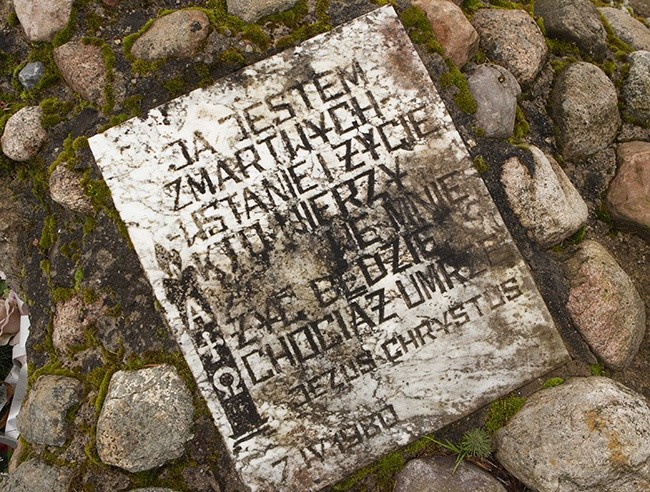 JA JESTEM
ZMARTWYCH-
WSTANIE I ŻYCIE
KTO WIERZY
WE MNIE
ŻYĆ BĘDZIE
CHOCIAŻ UMRZE
JEZUS CHRYSTUS
7 IV 1980
A
Ω